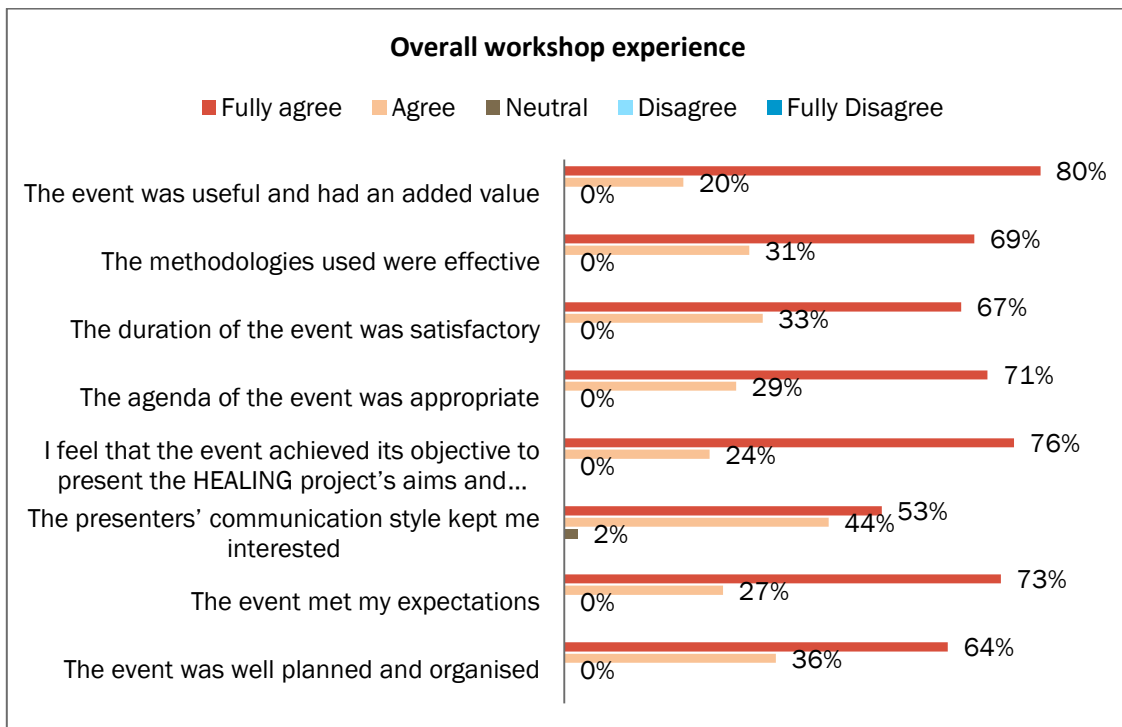 Overall workshop experience
Fully agree Agree Neutral Disagree Fully Disagree
The event was useful and had an added value
80%
20%
0%
The methodologies used were effective
69%
31%
0%
The duration of the event was satisfactory
67%
33%
0%
The agenda of the event was appropriate
71%
29%
0%
I feel that the event achieved its objective to
present the HEALING project’s aims and…
76%
24%
0%
The presenters’ communication style kept me
interested
53%
44%
2%
The event met my expectations
73%
27%
0%
The event was well planned and organised
64%
36%
0%